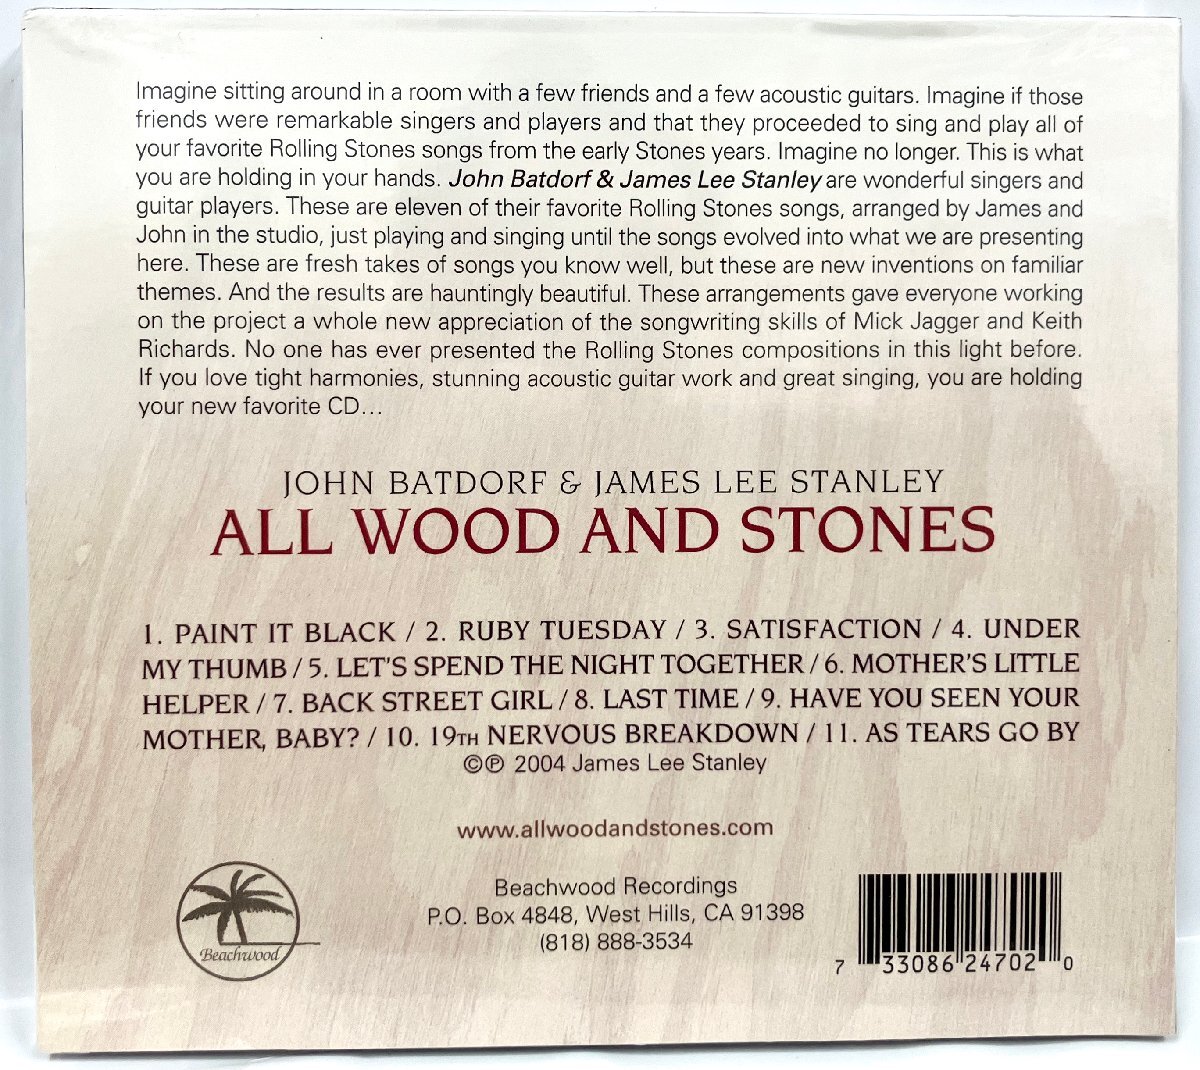 Imagine sitting around in a room with a few friends and a few acoustic guitars. Imagine if those
friends were remarkable singers and players and that they proceeded to sing and play all of
your favorite Rolling Stones songs from the early Stones years. Imagine no longer. This is what
you are holding in your hands. John Batdorf & James Lee Stanley are wonderful singers and
guitar players. These are eleven of their favorite Rolling Stones songs, arranged by James and
John in the studio, just playing and singing until the songs evolved into what we are presenting
here. These are fresh takes of songs you know well, but these are new inventions on familiar
themes. And the results are hauntingly beautiful. These arrangements gave everyone working
on the project a whole new appreciation of the songwriting skills of Mick Jagger and Keith
Richards. No one has ever presented the Rolling Stones compositions in this light before.
If you love tight harmonies, stunning acoustic guitar work and great singing, you are holding
your new favorite CD...
JOHN BATDORF & JAMES LEE STANLEY
ALL WOOD AND STONES
1. PAINT IT BLACK / 2. RUBY TUESDAY / 3. SATISFACTION / 4. UNDER
MY THUMB / 5. LET'S SPEND THE NIGHT TOGETHER / 6. MOTHER'S LITTLE
HELPER / 7. BACK STREET GIRL / 8. LAST TIME / 9. HAVE YOU SEEN YOUR
MOTHER, BABY? / 10. 19TH NERVOUS BREAKDOWN / 11. AS TEARS GO BY
©℗ 2004 James Lee Stanley
www.allwoodandstones.com
Beachwood
Beachwood Recordings
P.O. Box 4848, West Hills, CA 91398
(818) 888-3534
7 33086 24702 0